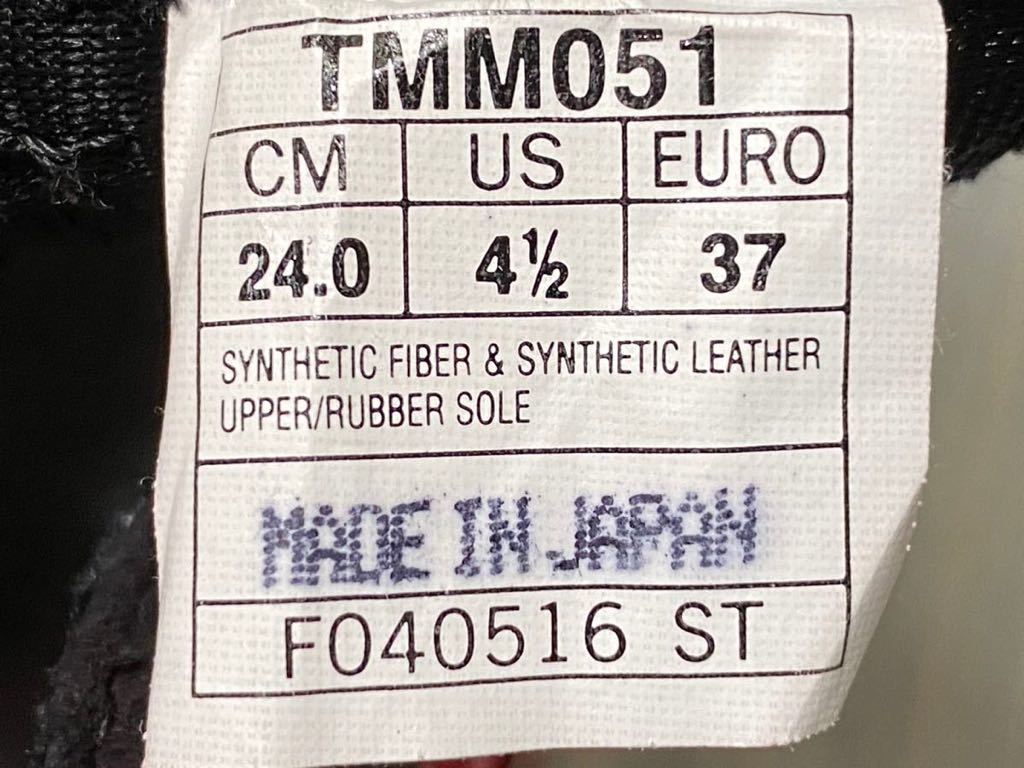 TMM051
CM US EURO
24.0 4½ 37
SYNTHETIC FIBER & SYNTHETIC LEATHER
UPPER/RUBBER SOLE
MADE IN JAPAN
F040516 ST